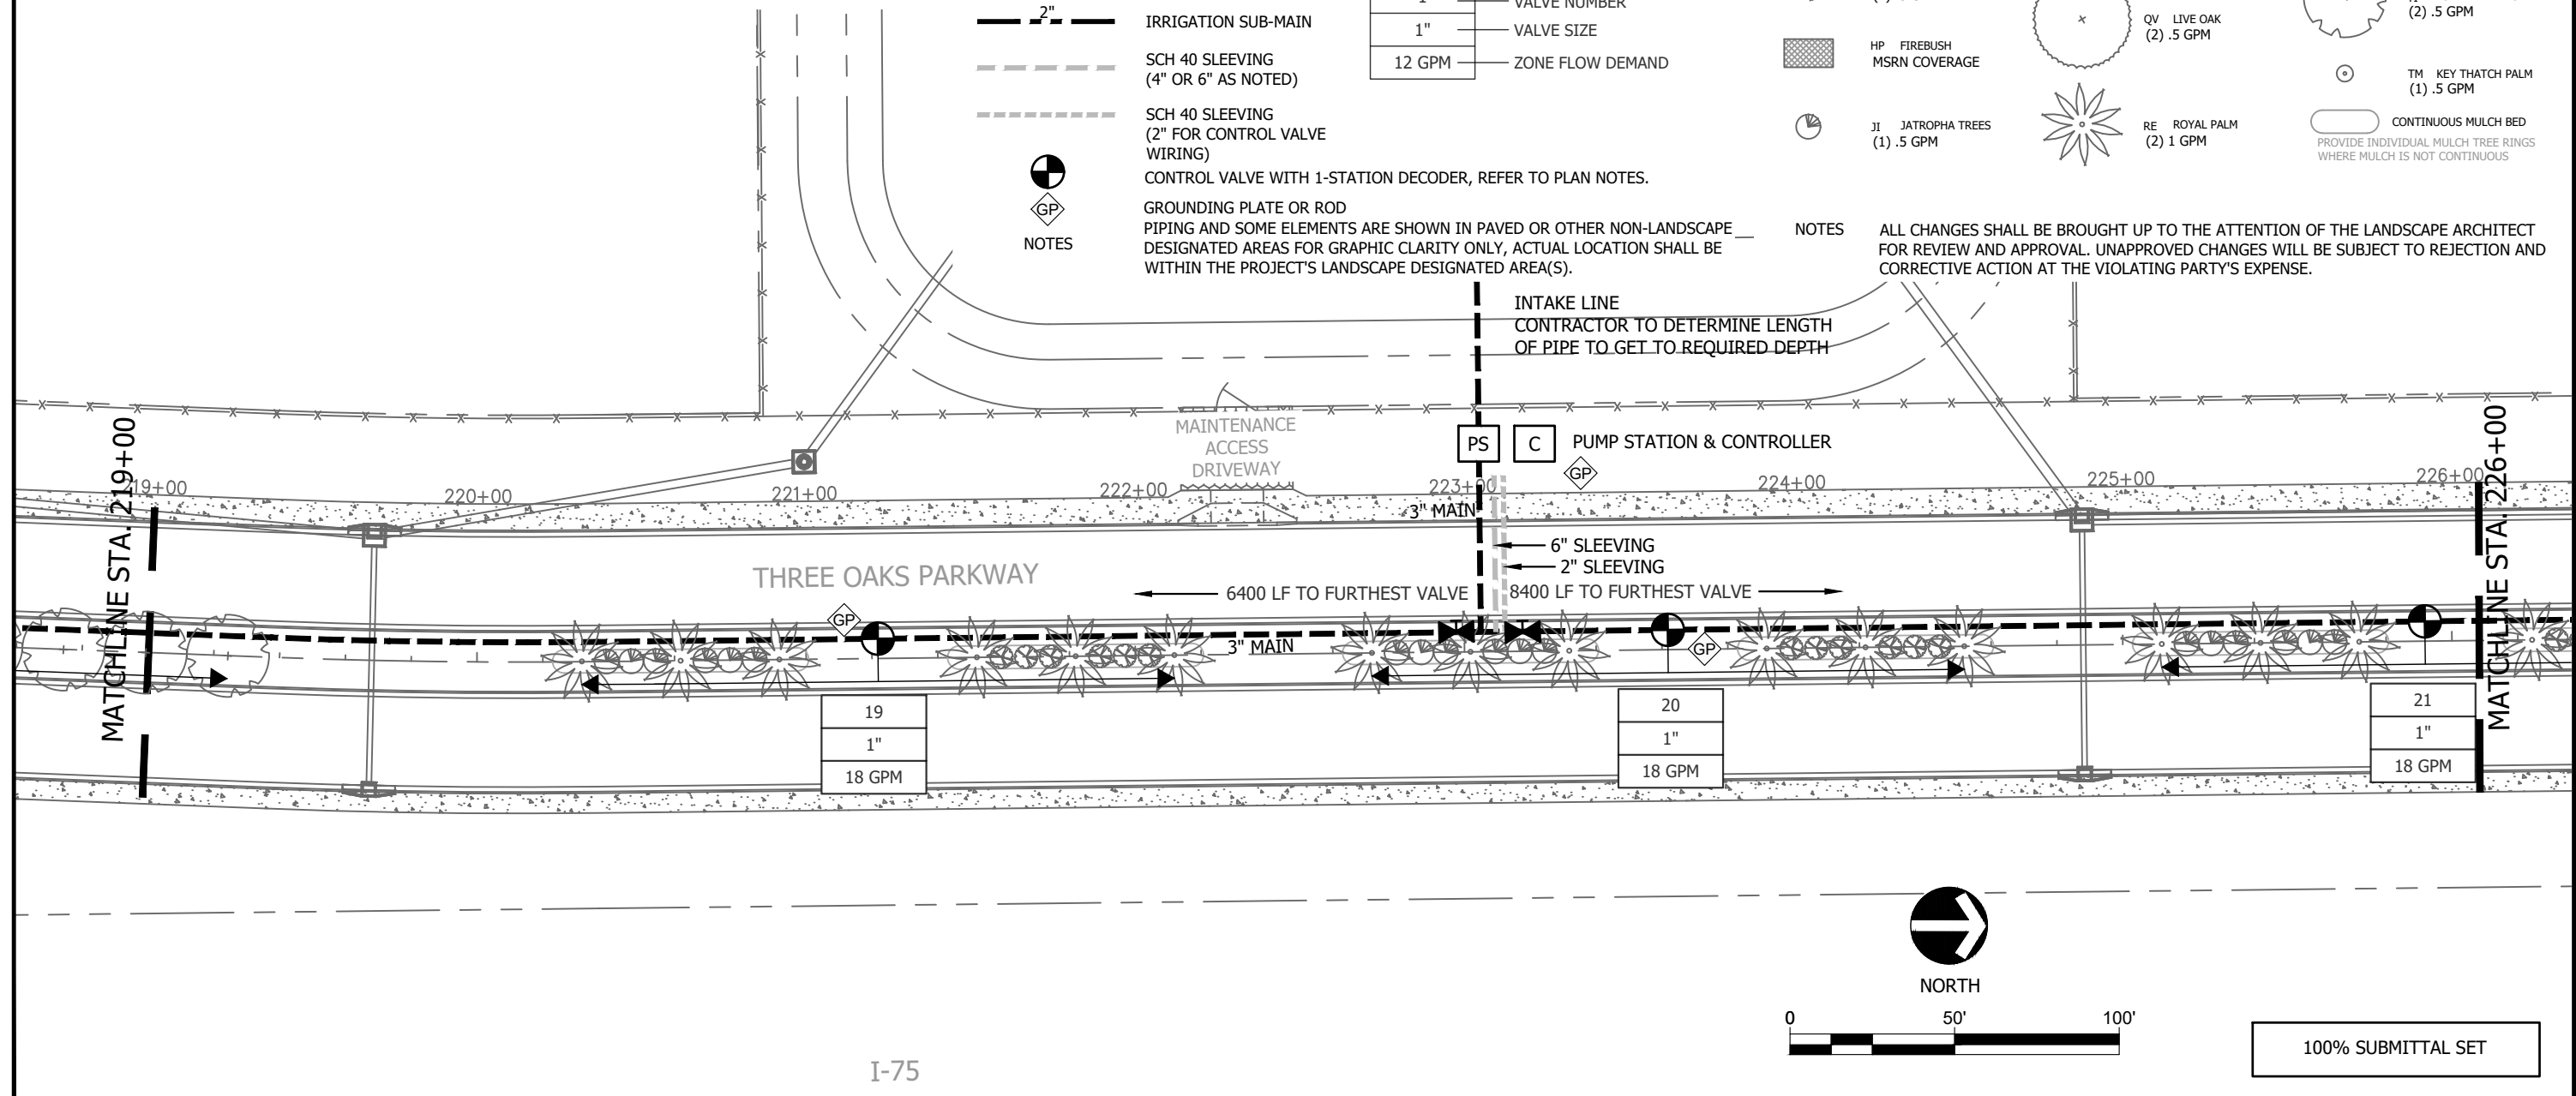 2"
IRRIGATION SUB-MAIN
SCH 40 SLEEVING
(4" OR 6" AS NOTED)
SCH 40 SLEEVING
(2" FOR CONTROL VALVE
WIRING)
CONTROL VALVE WITH 1-STATION DECODER, REFER TO PLAN NOTES.
GP
GROUNDING PLATE OR ROD
NOTES
PIPING AND SOME ELEMENTS ARE SHOWN IN PAVED OR OTHER NON-LANDSCAPE
DESIGNATED AREAS FOR GRAPHIC CLARITY ONLY, ACTUAL LOCATION SHALL BE
WITHIN THE PROJECT'S LANDSCAPE DESIGNATED AREA(S).
VALVE NUMBER
1"
VALVE SIZE
12 GPM
ZONE FLOW DEMAND
HP FIREBUSH
MSRN COVERAGE
JI JATROPHA TREES
(1) .5 GPM
QV LIVE OAK
(2) .5 GPM
RE ROYAL PALM
(2) 1 GPM
(2) .5 GPM
TM KEY THATCH PALM
(1) .5 GPM
CONTINUOUS MULCH BED
PROVIDE INDIVIDUAL MULCH TREE RINGS
WHERE MULCH IS NOT CONTINUOUS
NOTES
ALL CHANGES SHALL BE BROUGHT UP TO THE ATTENTION OF THE LANDSCAPE ARCHITECT
FOR REVIEW AND APPROVAL. UNAPPROVED CHANGES WILL BE SUBJECT TO REJECTION AND
CORRECTIVE ACTION AT THE VIOLATING PARTY'S EXPENSE.
INTAKE LINE
CONTRACTOR TO DETERMINE LENGTH
OF PIPE TO GET TO REQUIRED DEPTH
MAINTENANCE
ACCESS
DRIVEWAY
PS
C
PUMP STATION & CONTROLLER
GP
MATCHLINE STA. 219+00
219+00
220+00
221+00
222+00
223+00
224+00
225+00
226+00
MATCHLINE STA. 226+00
3" MAIN
6" SLEEVING
2" SLEEVING
THREE OAKS PARKWAY
6400 LF TO FURTHEST VALVE
8400 LF TO FURTHEST VALVE
GP
3" MAIN
GP
19
1"
18 GPM
20
1"
18 GPM
21
1"
18 GPM
NORTH
0
50'
100'
I-75
100% SUBMITTAL SET